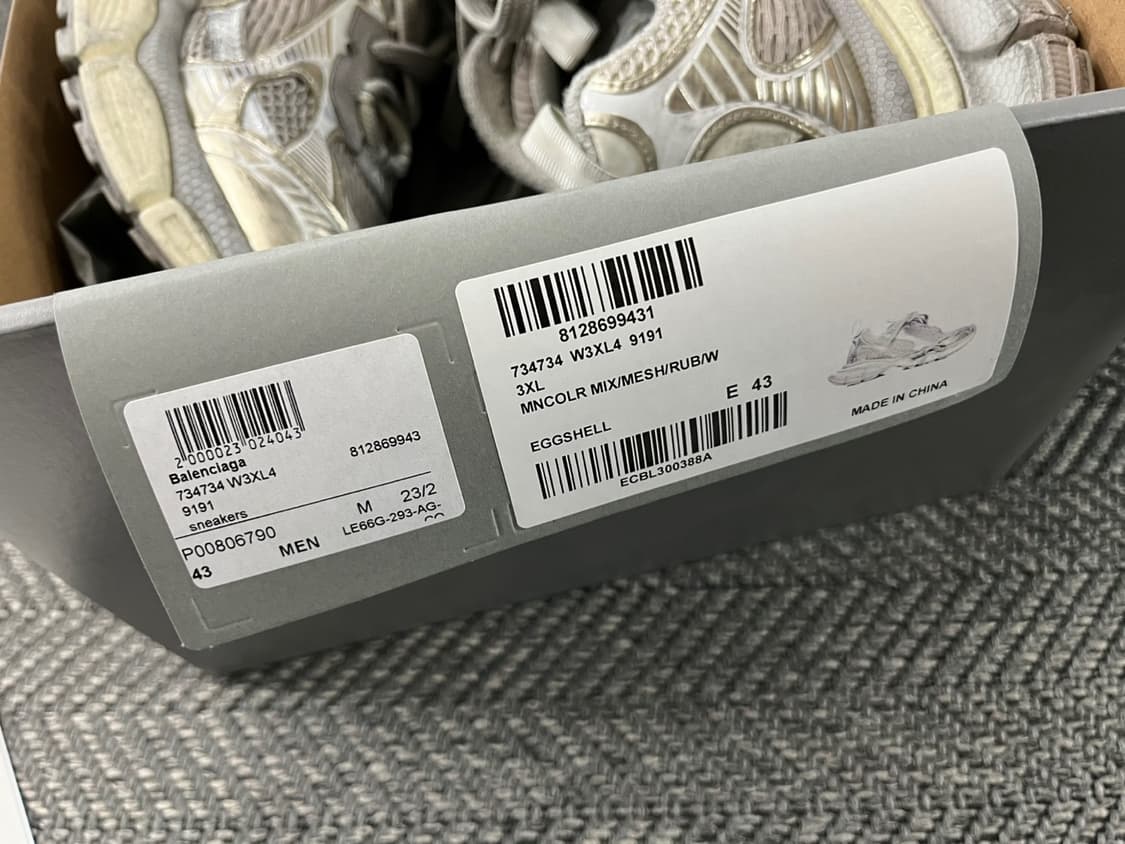 2 000023 024043
Balenciaga
812869943
734734 W3XL4
9191
sneakers
M 23/2
P00806790
LE66G-293-AG-
MEN
43
8128699431
734734 W3XL4 9191
3XL
MNCOLR MIX/MESH/RUB/W
E 43
EGGSHELL
ECBL300388A
MADE IN CHINA